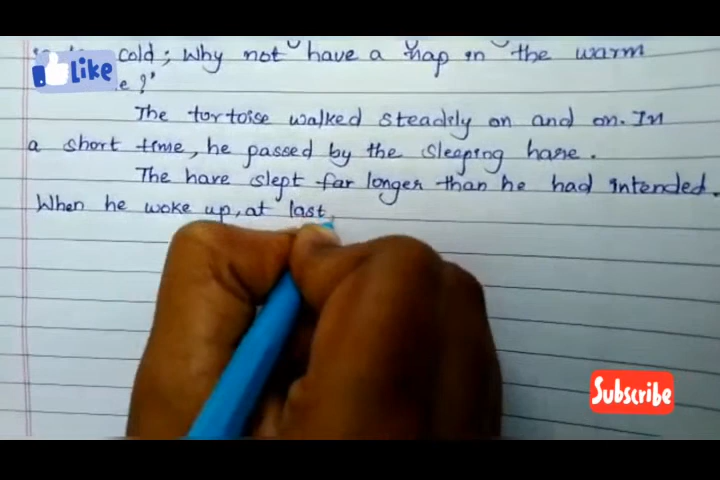 cold; Why not have a nap in the warm
Like
e?'
The tortoise walked steadily on and on. In
a short time, he passed by the sleeping hare.
The hare slept far longer than he had intended.
When he woke up, at last,
Subscribe